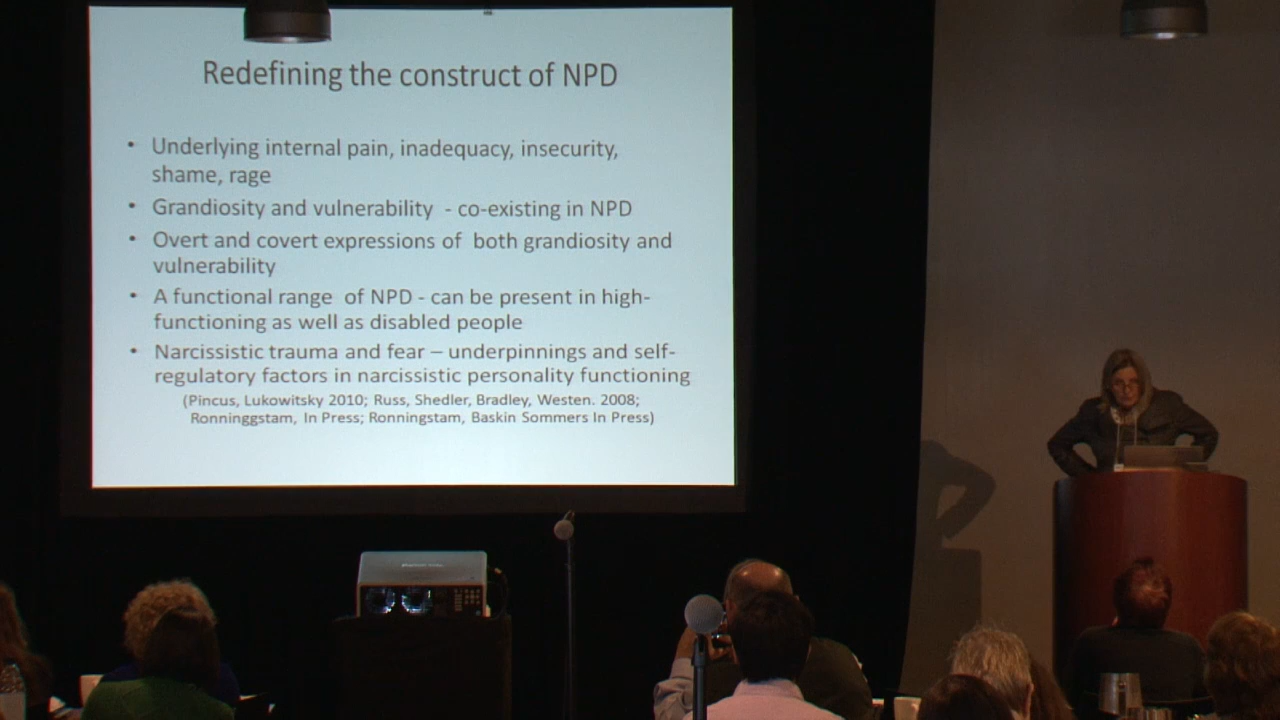 Redefining the construct of NPD
• Underlying internal pain, inadequacy, insecurity,
shame, rage
• Grandiosity and vulnerability - co-existing in NPD
• Overt and covert expressions of both grandiosity and
vulnerability
• A functional range of NPD - can be present in high-
functioning as well as disabled people
• Narcissistic trauma and fear – underpinnings and self-
regulatory factors in narcissistic personality functioning
(Pincus, Lukowitsky 2010; Russ, Shedler, Bradley, Westen. 2008;
Ronninggstam, In Press; Ronningstam, Baskin Sommers In Press)